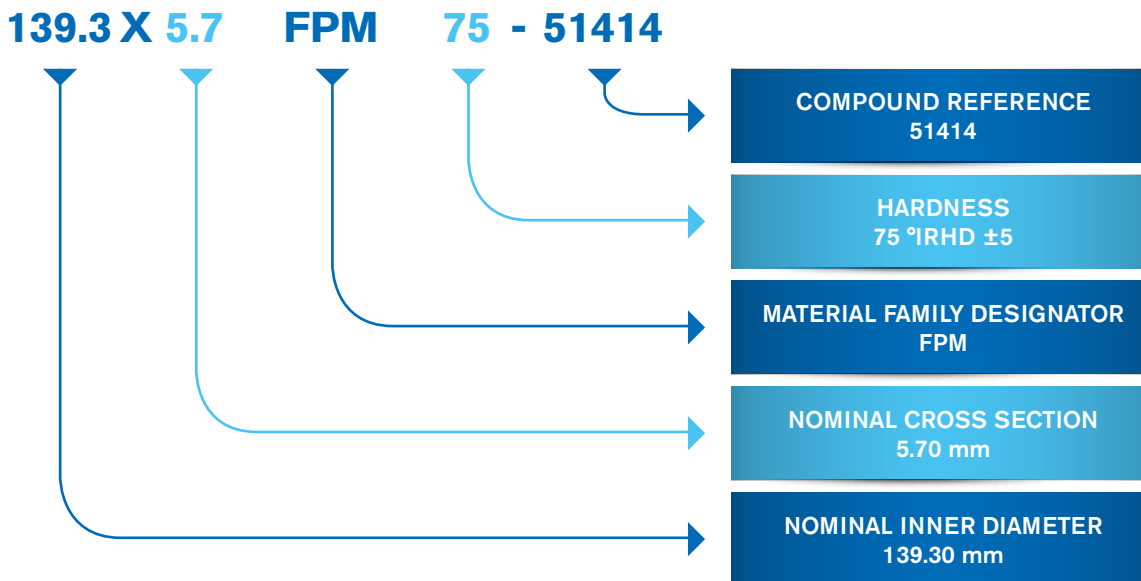 139.3 X 5.7 FPM 75 - 51414
COMPOUND REFERENCE
51414
HARDNESS
75 °IRHD ±5
MATERIAL FAMILY DESIGNATOR
FPM
NOMINAL CROSS SECTION
5.70 mm
NOMINAL INNER DIAMETER
139.30 mm